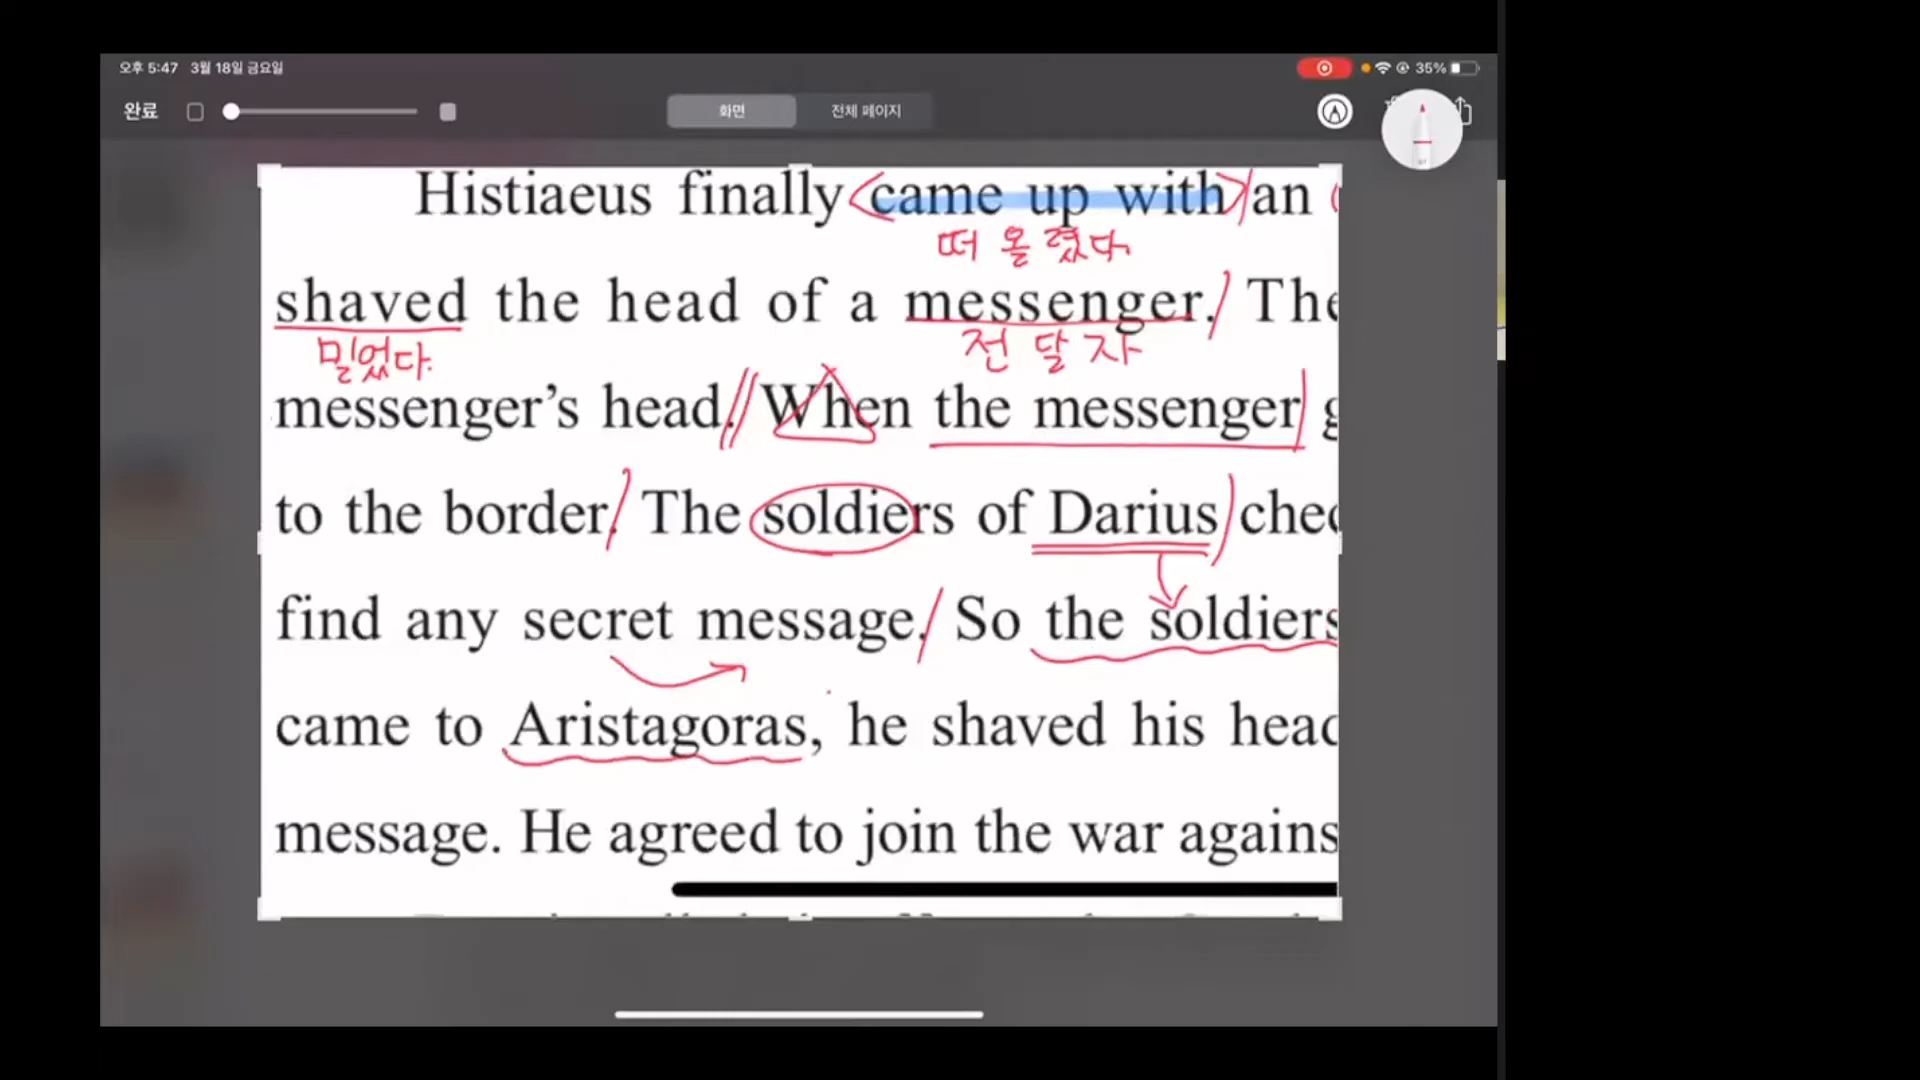 오후 5:47 3월 18일 금요일
35%
완료
화면
전체 페이지
Histiaeus finally came up with an
떠올렸다.
shaved the head of a messenger. The
밀었다.
전달자
messenger's head. When the messenger g
to the border. The soldiers of Darius chec
find any secret message. So the soldiers
came to Aristagoras, he shaved his head
message. He agreed to join the war agains